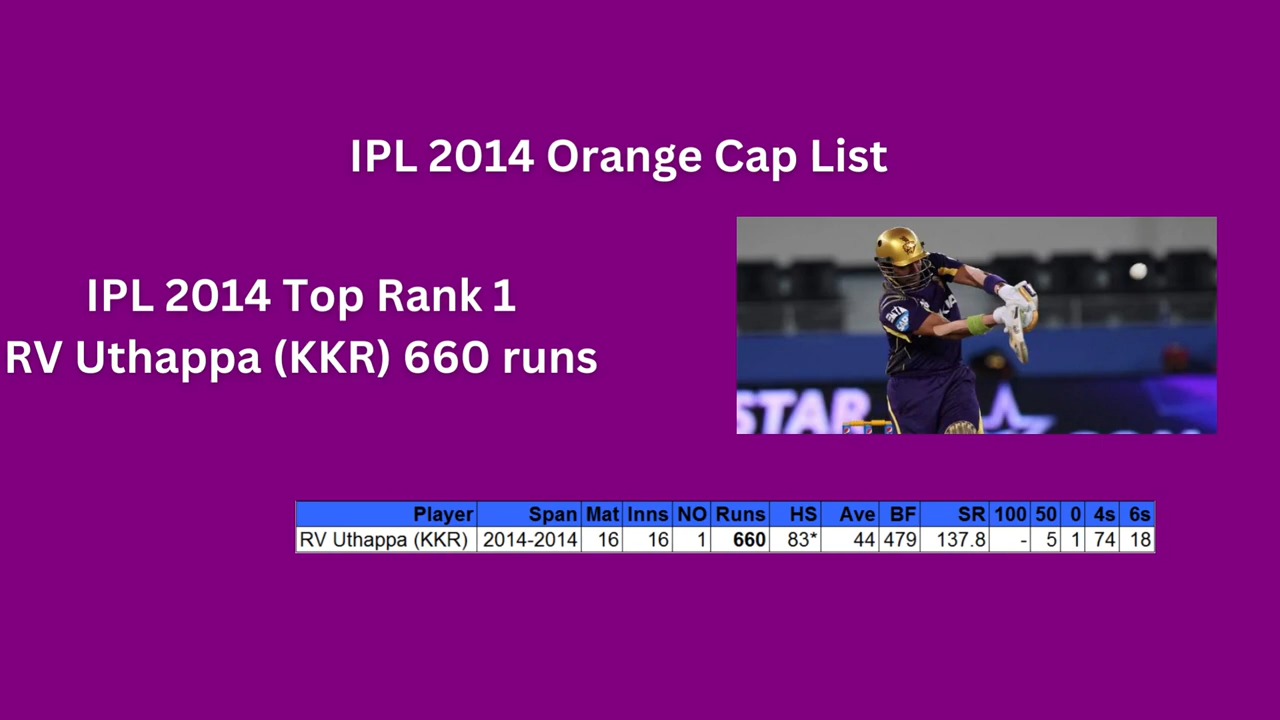 IPL 2014 Orange Cap List
IPL 2014 Top Rank 1
RV Uthappa (KKR) 660 runs
STAR
Player Span Mat Inns NO Runs HS Ave BF SR 100 50 0 4s 6s
RV Uthappa (KKR) 2014-2014 16 16 1 660 83* 44 479 137.8 - 5 1 74 18